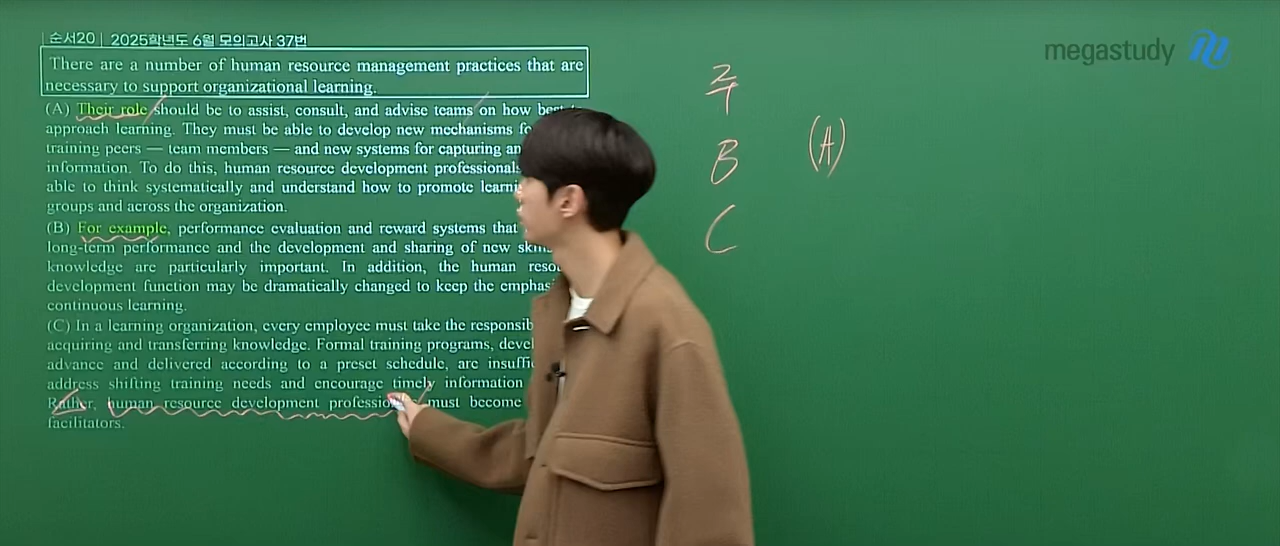 순서20 | 2025학년도 6월 모의고사 37번
megastudy
There are a number of human resource management practices that are
necessary to support organizational learning.
(A) Their role should be to assist, consult, and advise teams on how best
approach learning. They must be able to develop new mechanisms
training peers — team members — and new systems for capturing
information. To do this, human resource development professionals
able to think systematically and understand how to promote
groups and across the organization.
(B) For example, performance evaluation and reward systems that
long-term performance and the development and sharing of new
knowledge are particularly important. In addition, the human
development function may be dramatically changed to keep the
continuous learning.
(C) In a learning organization, every employee must take the
acquiring and transferring knowledge. Formal training programs,
advance and delivered according to a preset schedule, are
address shifting training needs and encourage timely information
Rather, human resource development must become
facilitators.
주
B (A)
C